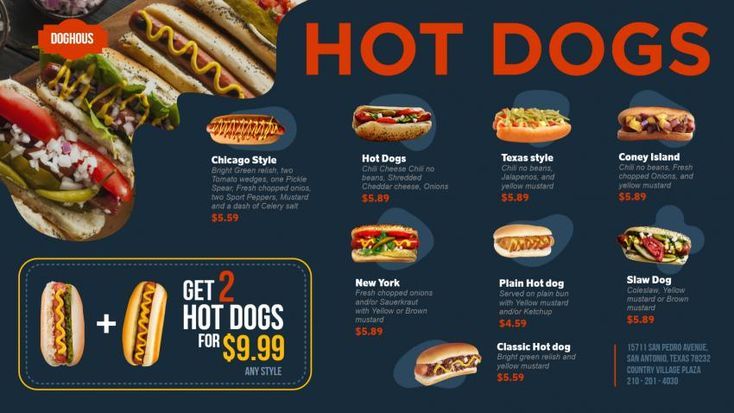 DOGHOUS
HOT DOGS
Chicago Style
Bright Green relish, two
Tomato wedges, one Pickle
Spear, Fresh chopped onios,
two Sport Peppers, Mustard
and a dash of Celery salt
$5.59
Hot Dogs
Chili Cheese Chili no
beans, Shredded
Cheddar cheese, Onions
$5.89
Texas style
Chili no beans,
Jalapenos, and
yellow mustard
$5.89
Coney Island
Chili no beans, Fresh
chopped Onions, and
yellow mustard
$5.89
New York
Fresh chopped onions
and/or Sauerkraut
with Yellow or Brown
mustard
$5.89
Plain Hot dog
Served on plain bun
with Yellow mustard
and/or Ketchup
$4.59
Slaw Dog
Coleslaw, Yellow
mustard or Brown
mustard
$5.89
Classic Hot dog
Bright green relish and
yellow mustard
$5.59
GET 2
HOT DOGS
FOR $9.99
ANY STYLE
+
15711 SAN PEDRO AVENUE,
SAN ANTONIO, TEXAS 78232
COUNTRY VILLAGE PLAZA
210 - 201 - 4030